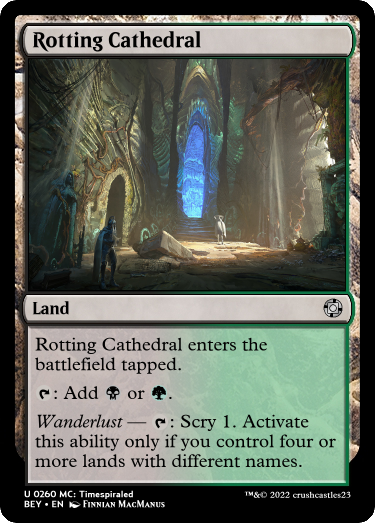 Rotting Cathedral
Land
Rotting Cathedral enters the
battlefield tapped.
: Add or .
Wanderlust — : Scry 1. Activate
this ability only if you control four or
more lands with different names.
U 0260 MC: Timespiraled
BEY • EN Finnian MacManus
™&© 2022 crushcastles23